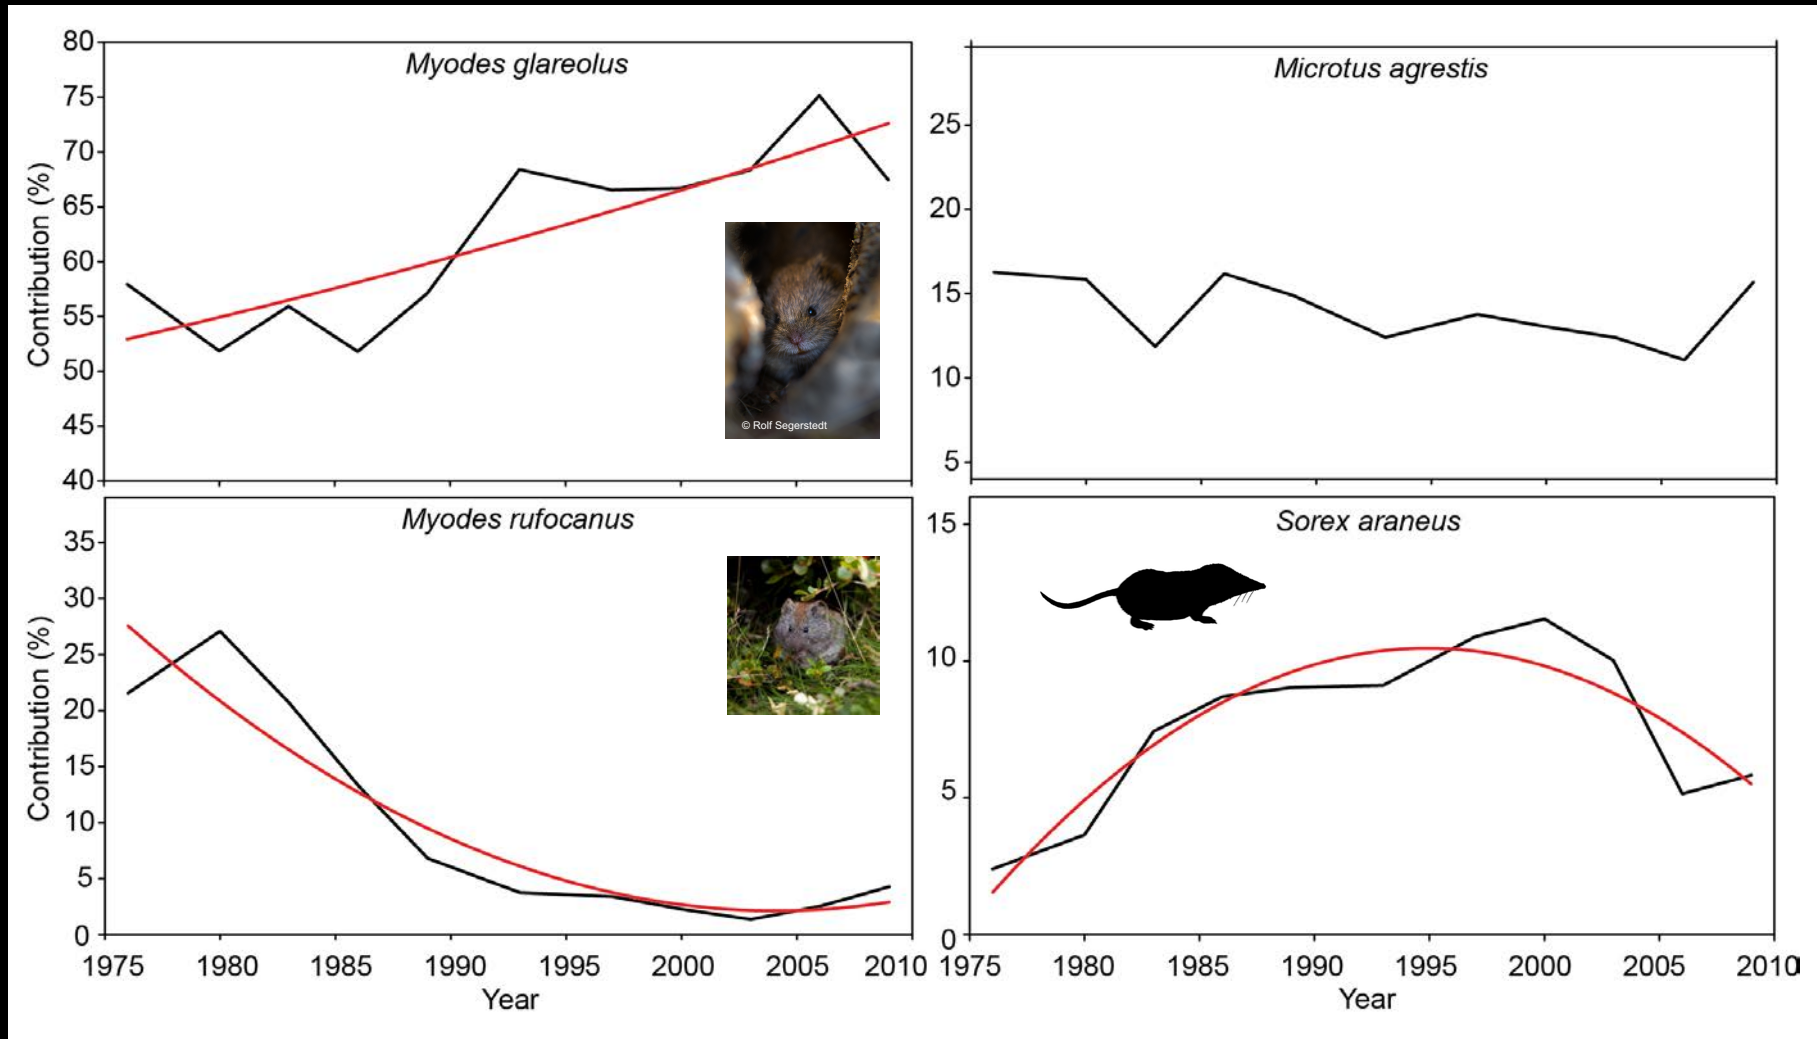 Myodes glareolus
80
75
70
65
60
55
50
45
40
Contribution (%)
© Rolf Segerstedt
Microtus agrestis
25
20
15
10
5
Myodes rufocanus
35
30
25
20
15
10
5
0
Contribution (%)
1975 1980 1985 1990 1995 2000 2005 2010
Year
Sorex araneus
15
10
5
0
1975 1980 1985 1990 1995 2000 2005 2010
Year